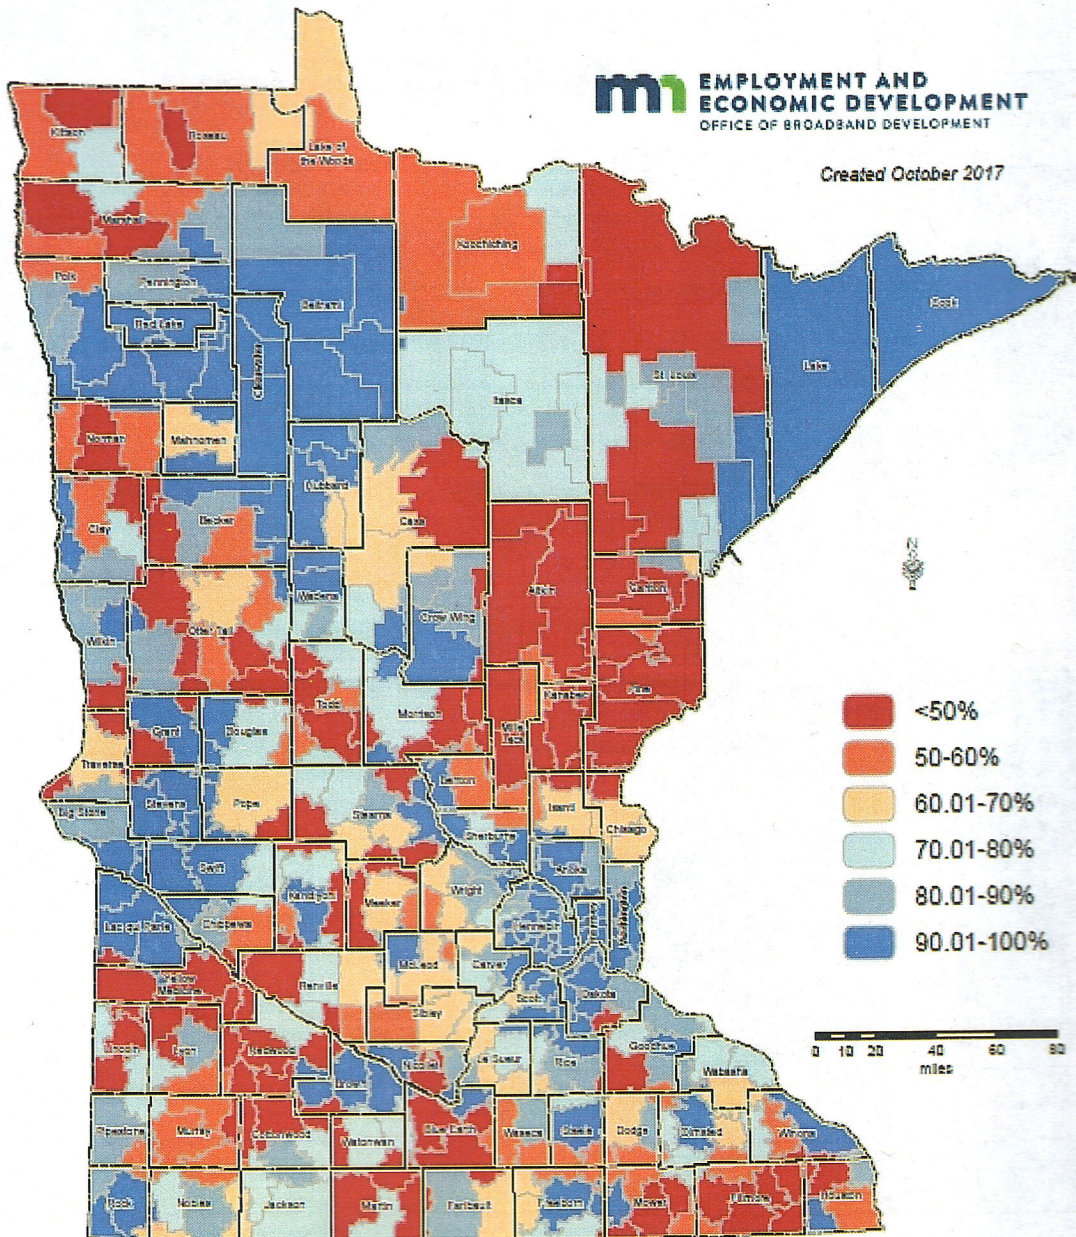 mn EMPLOYMENT AND
ECONOMIC DEVELOPMENT
OFFICE OF BROADBAND DEVELOPMENT
Created October 2017
Kittson
Roseau
Lake of
the Woods
Marshall
Koochiching
Polk
Pennington
Beltrami
Cook
Red Lake
Clearwater
Lake
St. Louis
Itasca
Norman
Mahnomen
Hubbard
Cass
Clay
Becker
N
S
Aitkin
Carlton
Wadena
Crow Wing
Wilkin
Otter Tail
Pine
Kanabec
Todd
Morrison
Mille
Lacs
Grant
Douglas
Traverse
Benton
Stevens
Pope
Isanti
Big Stone
Stearns
Chisago
Sherburne
Swift
Anoka
Kandiyohi
Wright
Meeker
Chippewa
Lac qui Parle
Hennepin
Ramsey
Washington
McLeod
Carver
Yellow
Medicine
Renville
Scott
Dakota
Sibley
Lincoln
Lyon
Redwood
Goodhue
Nicollet
Le Sueur
Rice
Wabasha
Brown
Pipestone
Murray
Cottonwood
Watonwan
Blue Earth
Waseca
Steele
Dodge
Olmsted
Winona
Rock
Nobles
Jackson
Martin
Faribault
Freeborn
Mower
Fillmore
Houston
<50%
50-60%
60.01-70%
70.01-80%
80.01-90%
90.01-100%
0 10 20 40 60 80
miles